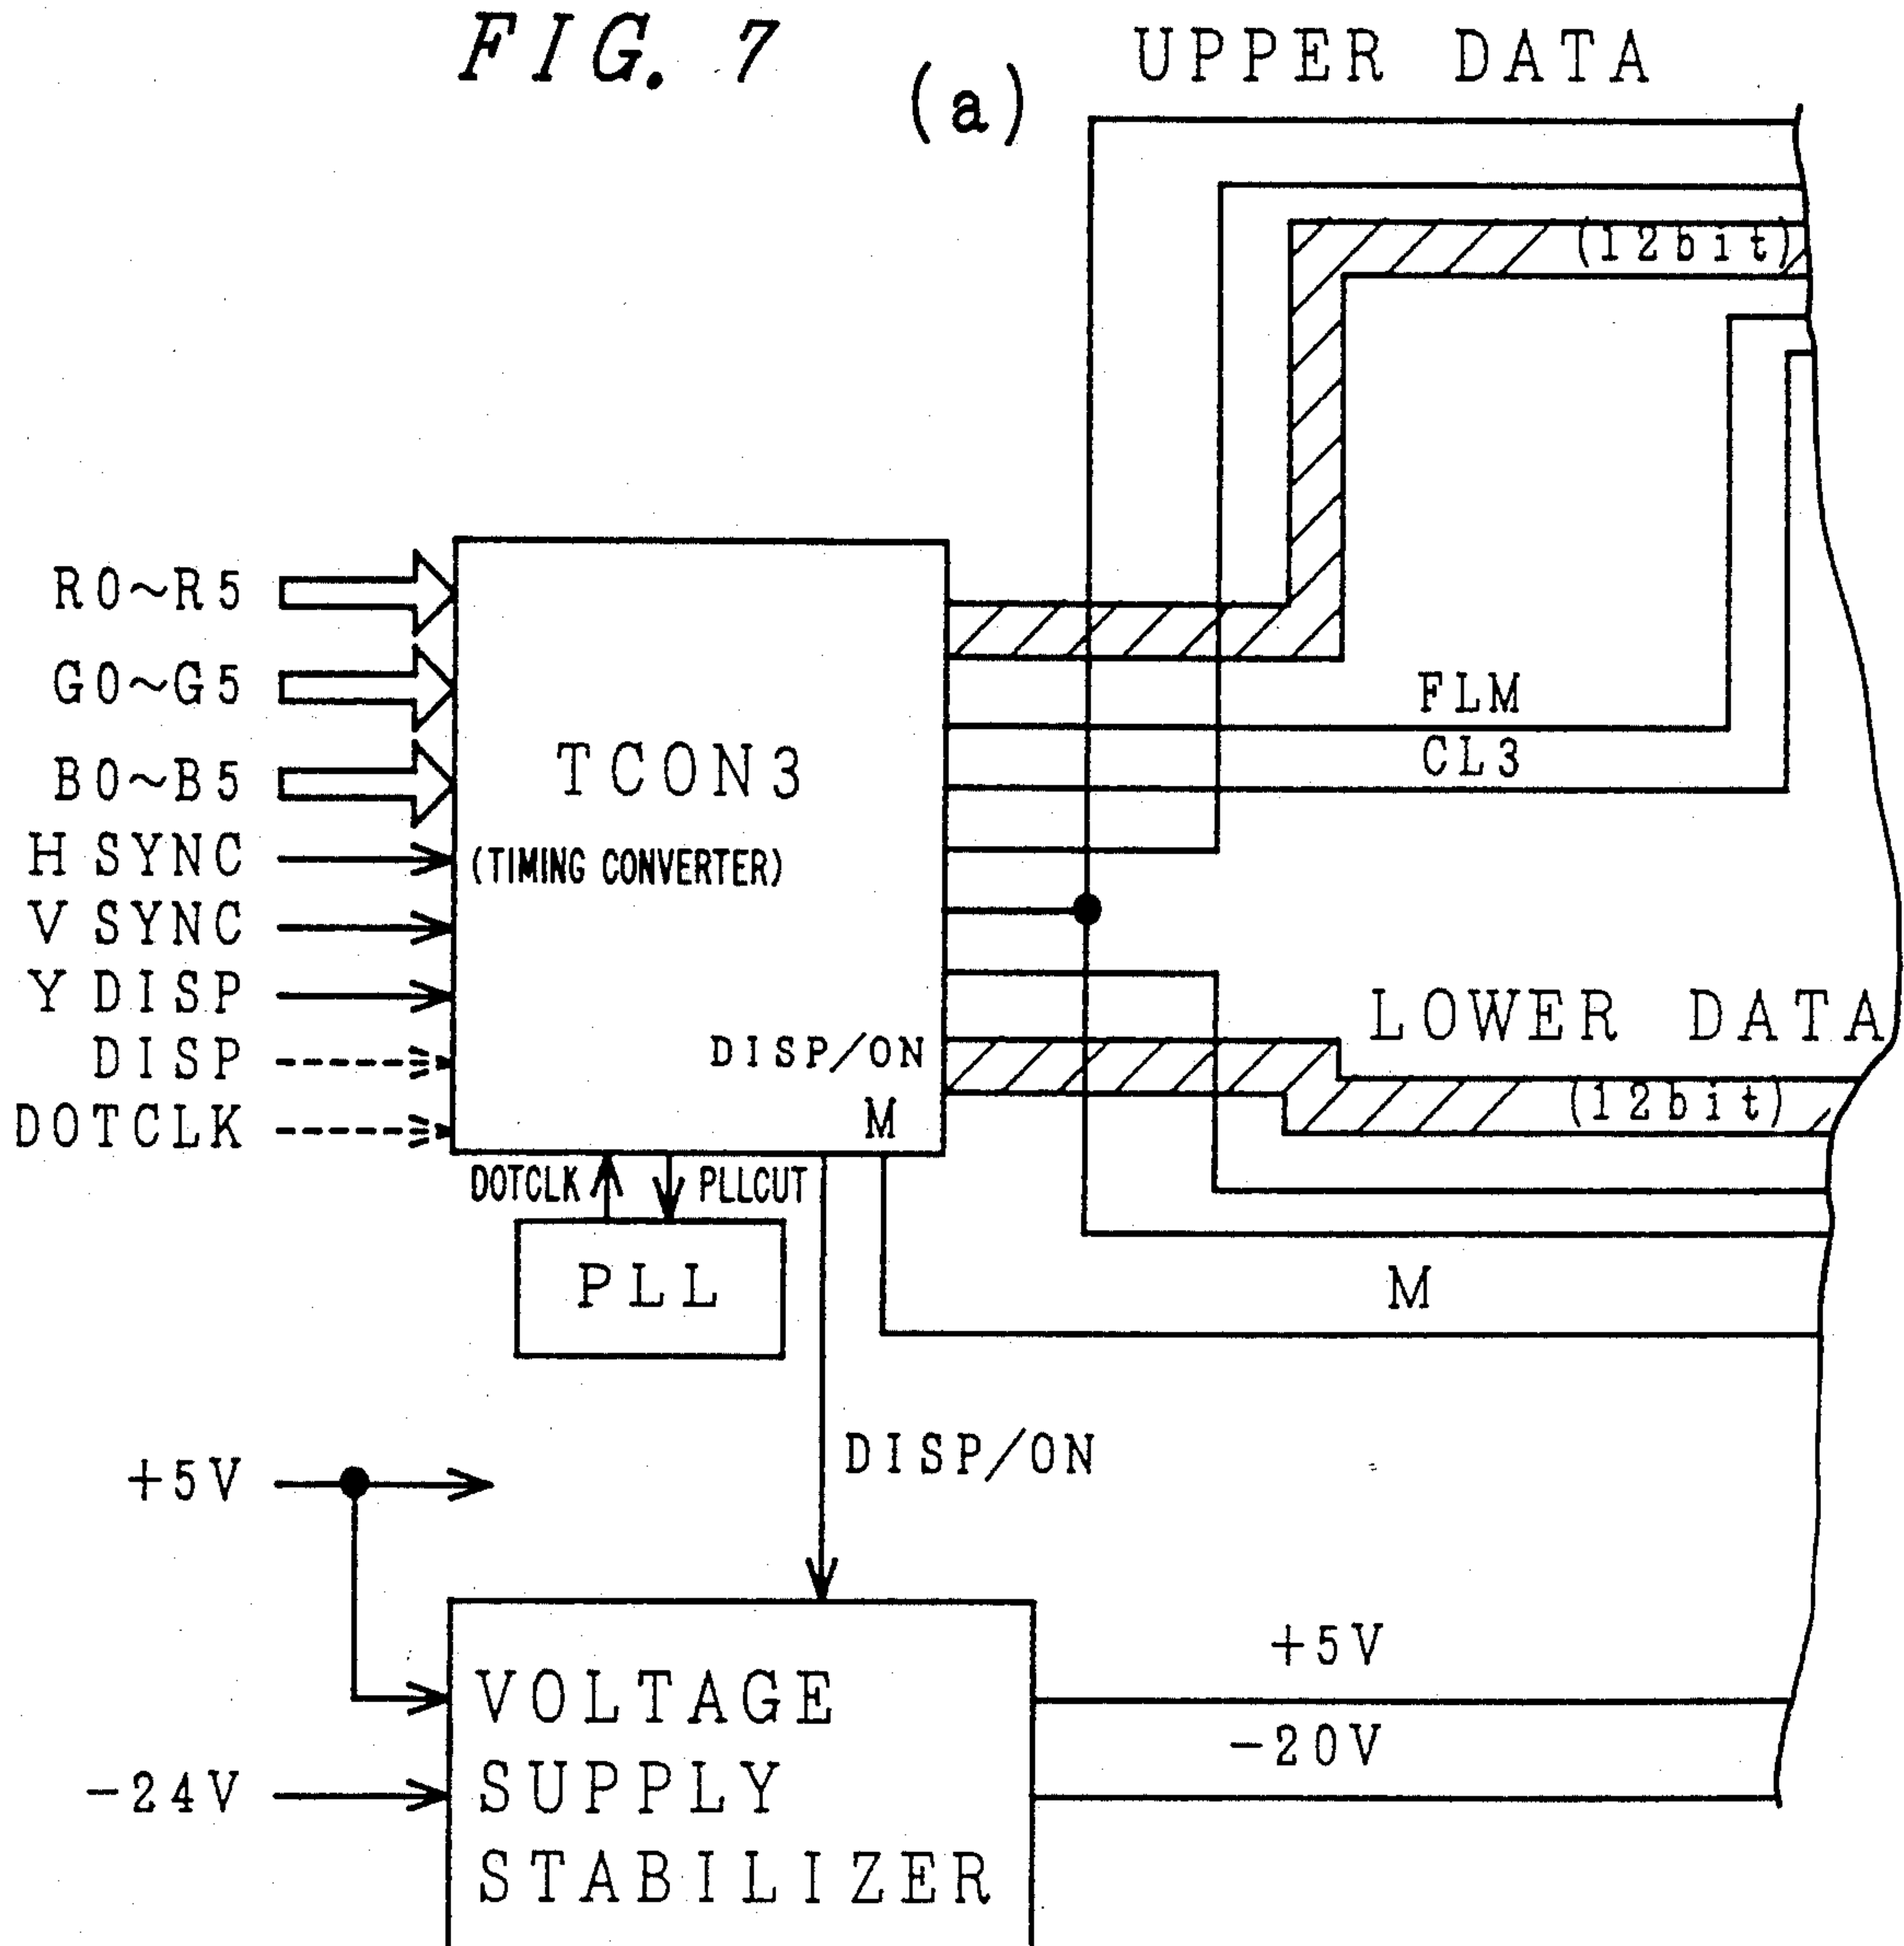 FIG. 7
(a)
UPPER DATA
(12bit)
R0~R5
G0~G5
B0~B5
H SYNC
V SYNC
Y DISP
DISP
DOTCLK
TCON3
(TIMING CONVERTER)
DISP/ON
M
FLM
CL3
LOWER DATA
(12bit)
DOTCLK
PLLCUT
PLL
M
DISP/ON
+5V
-24V
VOLTAGE
SUPPLY
STABILIZER
+5V
-20V